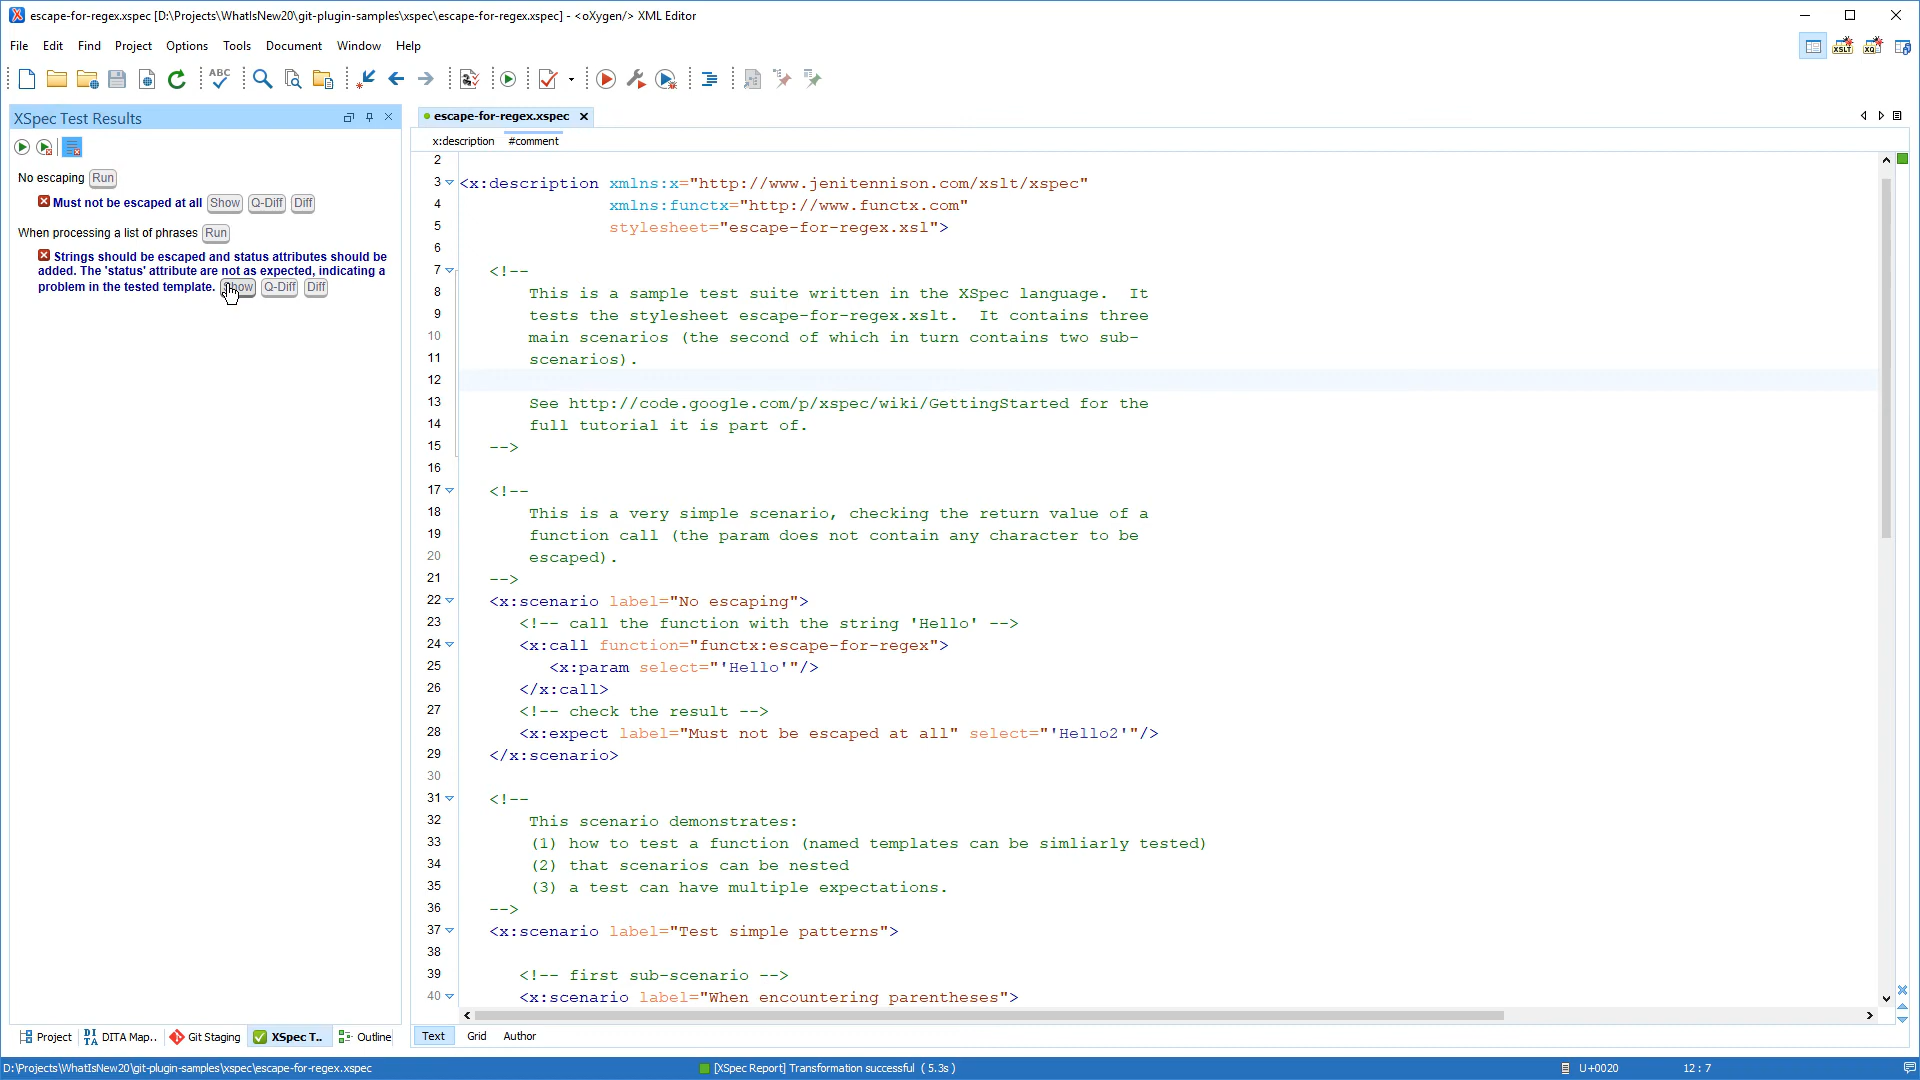 escape-for-regex.xspec [D:\Projects\WhatIsNew20\git-plugin-samples\xspec\escape-for-regex.xspec] - <oXygen/> XML Editor
File Edit Find Project Options Tools Document Window Help
XSLT XQ
ABC
XSpec Test Results
escape-for-regex.xspec
x:description #comment
No escaping Run
Must not be escaped at all Show Q-Diff Diff
When processing a list of phrases Run
Strings should be escaped and status attributes should be
added. The 'status' attribute are not as expected, indicating a
problem in the tested template. Show Q-Diff Diff
2
3 <x:description xmlns:x="http://www.jenitennison.com/xslt/xspec"
4 xmlns:functx="http://www.functx.com"
5 stylesheet="escape-for-regex.xsl">
6
7 <!--
8 This is a sample test suite written in the XSpec language. It
9 tests the stylesheet escape-for-regex.xslt. It contains three
10 main scenarios (the second of which in turn contains two sub-
11 scenarios).
12
13 See http://code.google.com/p/xspec/wiki/GettingStarted for the
14 full tutorial it is part of.
15 -->
16
17 <!--
18 This is a very simple scenario, checking the return value of a
19 function call (the param does not contain any character to be
20 escaped).
21 -->
22 <x:scenario label="No escaping">
23 <!-- call the function with the string 'Hello' -->
24 <x:call function="functx:escape-for-regex">
25 <x:param select="'Hello'"/>
26 </x:call>
27 <!-- check the result -->
28 <x:expect label="Must not be escaped at all" select="'Hello2'"/>
29 </x:scenario>
30
31 <!--
32 This scenario demonstrates:
33 (1) how to test a function (named templates can be simliarly tested)
34 (2) that scenarios can be nested
35 (3) a test can have multiple expectations.
36 -->
37 <x:scenario label="Test simple patterns">
38
39 <!-- first sub-scenario -->
40 <x:scenario label="When encountering parentheses">
Project DITA Map.. Git Staging XSpec T.. Outline
Text Grid Author
D:\Projects\WhatIsNew20\git-plugin-samples\xspec\escape-for-regex.xspec [XSpec Report] Transformation successful ( 5.3s ) U+0020 12 : 7